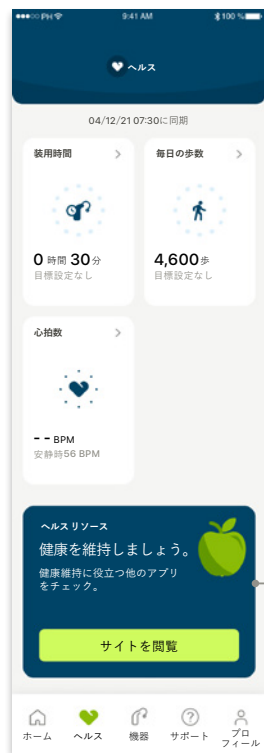 PH 9:41 AM 100 %
ヘルス
04/12/21 07:30に同期
装用時間
毎日の歩数
0 時間 30 分
目標設定なし
4,600 歩
目標設定なし
心拍数
-- BPM
安静時56 BPM
ヘルスリソース
健康を維持しましょう。
健康維持に役立つ他のアプリ
をチェック。
サイトを閲覧
ホーム
ヘルス
機器
サポート
プロ
フィール